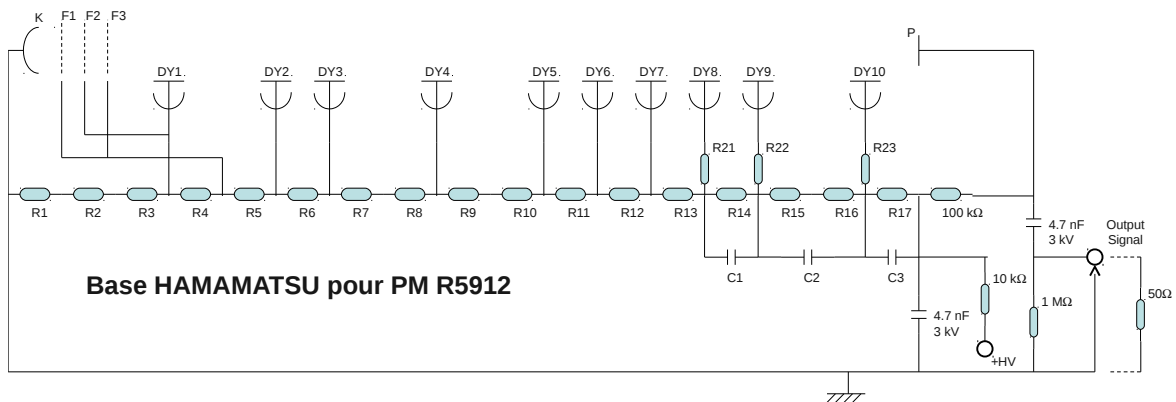 K F1 F2 F3
P
DY1. DY2. DY3. DY4. DY5. DY6. DY7. DY8. DY9. DY10
R21 R22 R23
R1 R2 R3 R4 R5 R6 R7 R8 R9 R10 R11 R12 R13 R14 R15 R16 R17 100 kΩ
4.7 nF
3 kV
Output
Signal
C1 C2 C3
Base HAMAMATSU pour PM R5912
10 kΩ
1 MΩ
50Ω
4.7 nF
3 kV
+HV